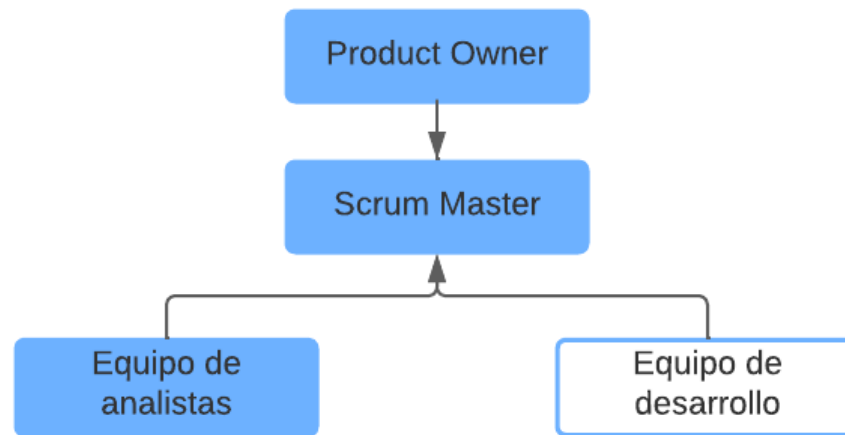 Product Owner
Scrum Master
Equipo de
analistas
Equipo de
desarrollo